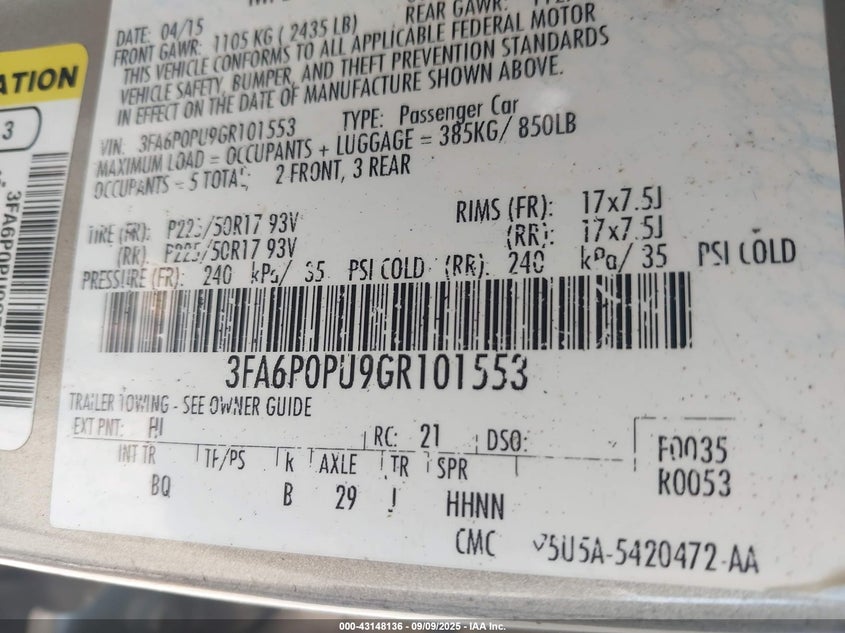 DATE: 04/15
REAR GAWR:
FRONT GAWR: 1105 KG ( 2435 LB)
THIS VEHICLE CONFORMS TO ALL APPLICABLE FEDERAL MOTOR
VEHICLE SAFETY, BUMPER, AND THEFT PREVENTION STANDARDS
IN EFFECT ON THE DATE OF MANUFACTURE SHOWN ABOVE.
VIN: 3FA6P0PU9GR101553 TYPE: Passenger Car
MAXIMUM LOAD = OCCUPANTS + LUGGAGE = 385KG/ 850LB
OCCUPANTS = 5 TOTAL, 2 FRONT, 3 REAR
TIRE (FR): P225/50R17 93V RIMS (FR): 17x7.5J
(RR) P225/50R17 93V (RR): 17x7.5J
PRESSURE (FR): 240 kPa/ 35 PSI COLD (RR): 240 kPa/ 35 PSI COLD
3FA6P0PU9GR101553
TRAILER TOWING - SEE OWNER GUIDE
EXT PNT: HI RC: 21 DSO: F0035
INT TR TP/PS R AXLE TR SPR R0053
BQ B 29 J HHNN
CMC 5U5A-5420472-AA
ATION
3
3FA6P0PU9G
000-43148136 - 09/09/2025 - IAA Inc.